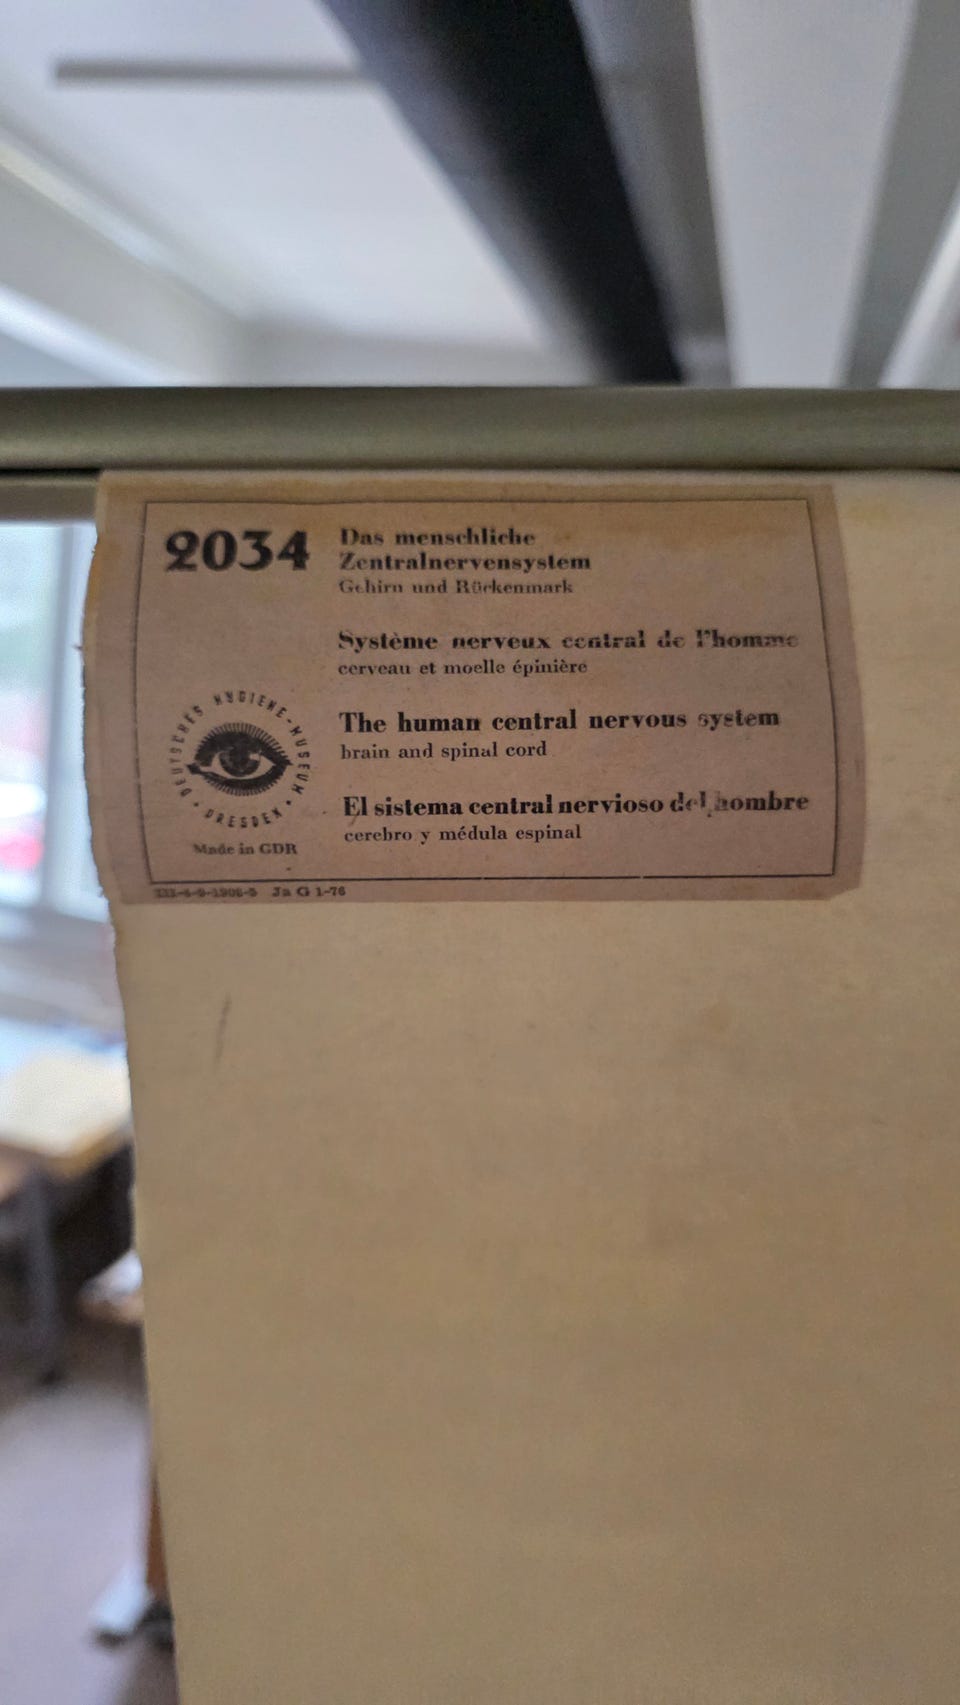 2034
Das menschliche
Zentralnervensystem
Gehirn und Rückenmark
Système nerveux central de l'homme
cerveau et moelle épinière
The human central nervous system
brain and spinal cord
El sistema central nervioso del hombre
cerebro y médula espinal
DEUTSCHES HYGIENE-MUSEUM • DRESDEN •
Made in GDR
Ja G 1-76